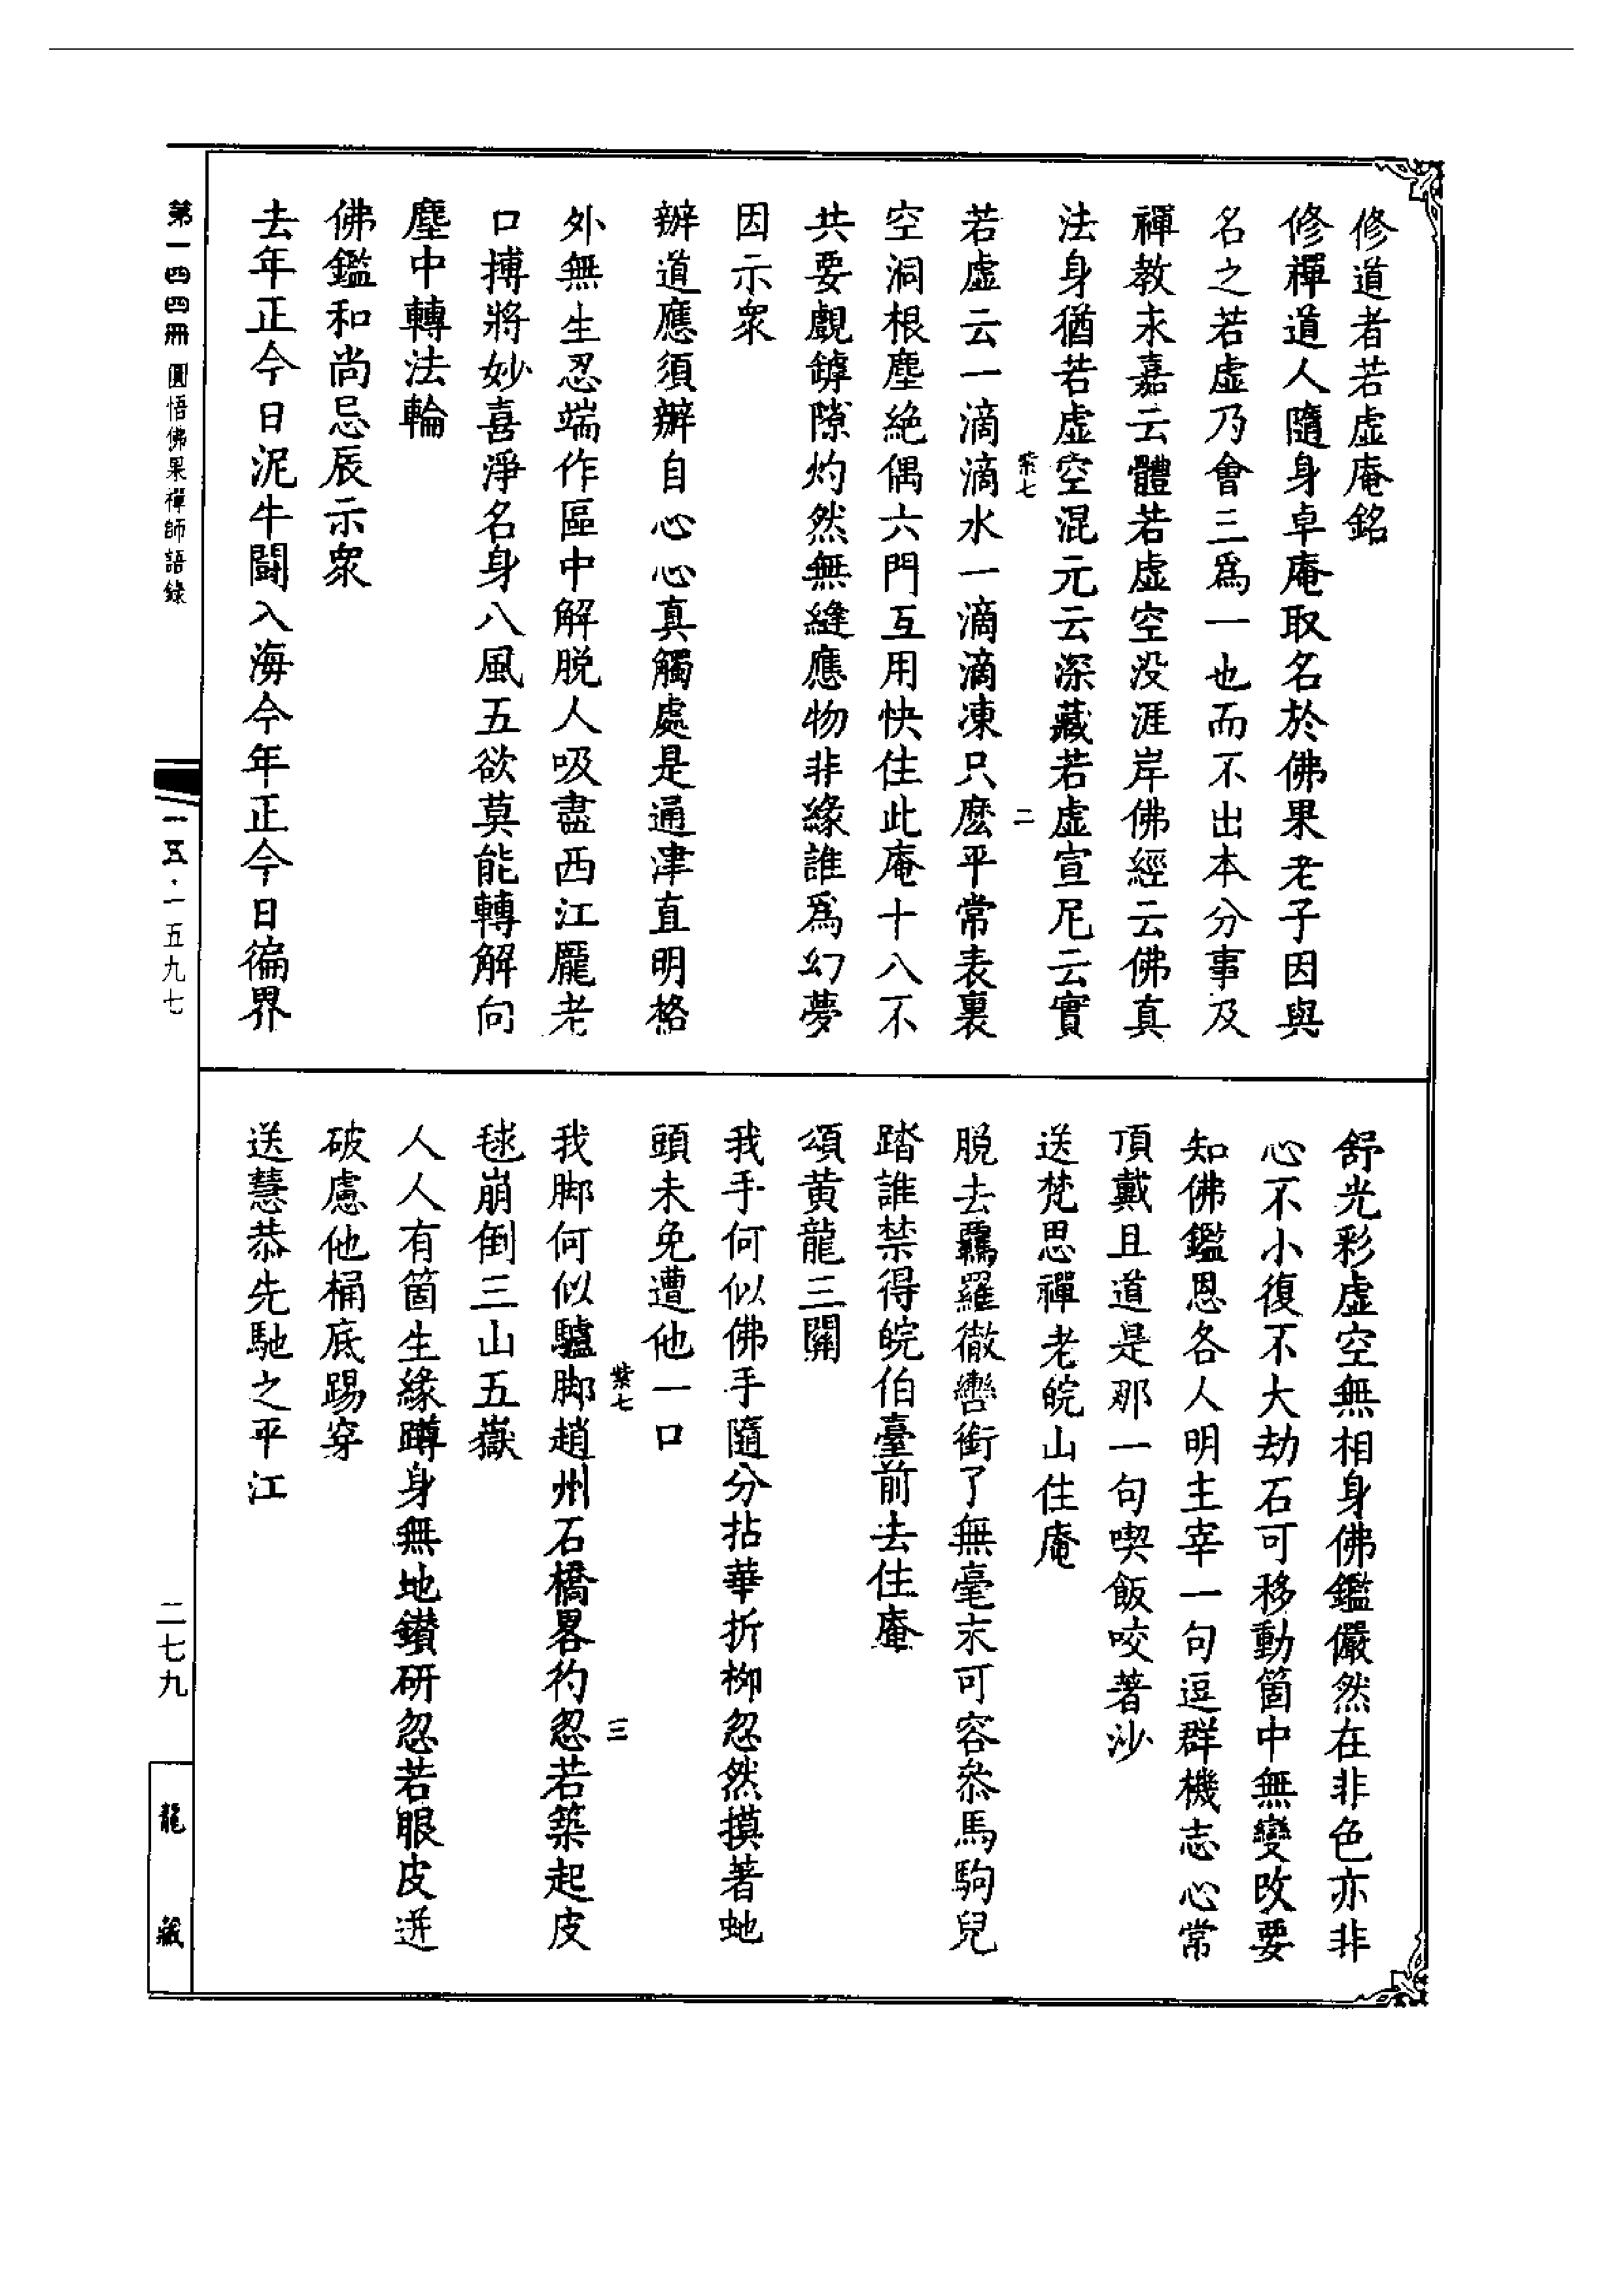 修道者若虛庵銘
修禪道人隨身卓庵取名於佛果老子因與
名之若虛乃會三爲一也而不出本分事及
禪教永嘉云體若虛空没涯岸佛經云佛真
法身猶若虛空混元云深藏若虛宣尼云實
紫七
二
若虛云一滴滴水一滴滴凍只麽平常表裏
空洞根塵絶偶六門互用快住此庵十八不
共要覰罅隙灼然無縫應物非緣誰爲幻夢
因示衆
辦道應須辦自心心真觸處是通津直明格
外無生忍端作區中解脱人吸盡西江龎老
口搏將妙喜淨名身八風五欲莫能轉解向
塵中轉法輪
佛鑑和尚忌辰示衆
去年正今日泥牛鬪入海今年正今日徧界
舒光彩虛空無相身佛鑑儼然在非色亦非
心不小復不大劫石可移動箇中無變改要
知佛鑑恩各人明主宰一句逗群機志心常
頂戴且道是那一句喫飯咬著沙
送梵思禪老皖山住庵
脱去羈羅徹轡銜了無毫末可容叅馬駒兒
踏誰禁得皖伯臺前去住庵
頌黄龍三關
我手何似佛手隨分拈華折栁忽然摸著虵
頭未免遭他一口
紫七
三
我脚何似驢脚趙州石橋畧彴忽若築起皮
毬崩倒三山五嶽
人人有箇生緣蹲身無地鑽研忽若眼皮迸
破處他桶底踢穿
送慧恭先馳之平江
第一四四冊 圓悟佛果禪師語錄
一五·一五九七
二七九
龍藏